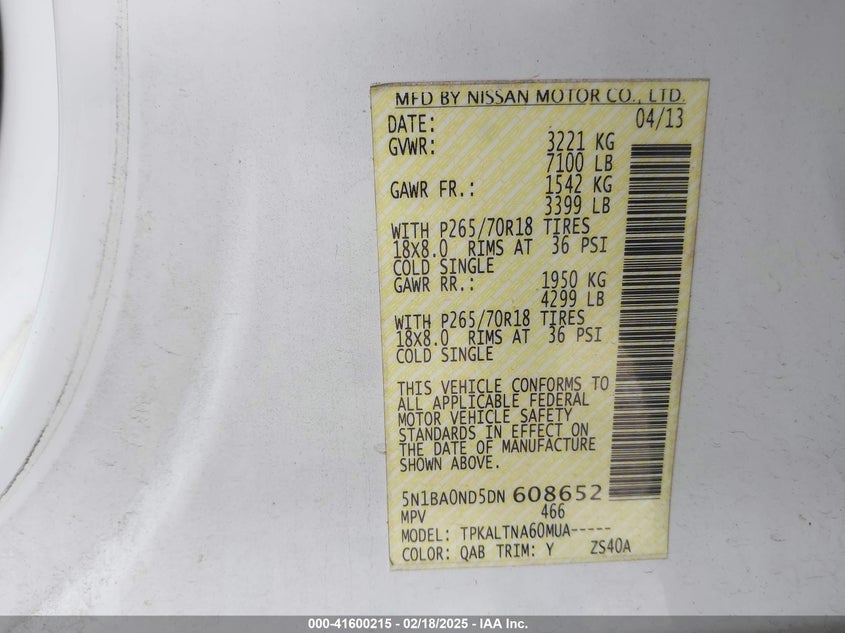 MFD BY NISSAN MOTOR CO., LTD.
DATE: 04/13
GVWR: 3221 KG
7100 LB
GAWR FR.: 1542 KG
3399 LB
WITH P265/70R18 TIRES
18X8.0 RIMS AT 36 PSI
COLD SINGLE
GAWR RR.: 1950 KG
4299 LB
WITH P265/70R18 TIRES
18X8.0 RIMS AT 36 PSI
COLD SINGLE
THIS VEHICLE CONFORMS TO
ALL APPLICABLE FEDERAL
MOTOR VEHICLE SAFETY
STANDARDS IN EFFECT ON
THE DATE OF MANUFACTURE
SHOWN ABOVE.
5N1BA0ND5DN 608652
MPV 466
MODEL: TPKALTNA60MUA-----
COLOR: QAB TRIM: Y ZS40A
000-41600215 - 02/18/2025 - IAA Inc.